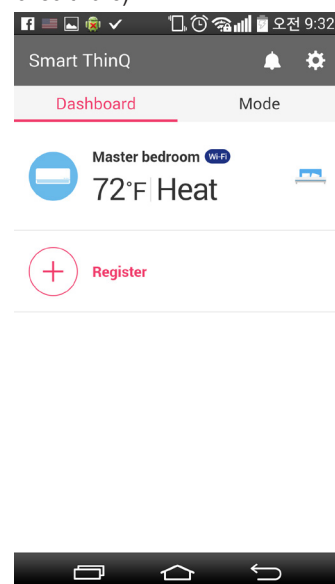 오전 9:32
Smart ThinQ
Dashboard Mode
Master bedroom Wi-Fi
72°F Heat
Register